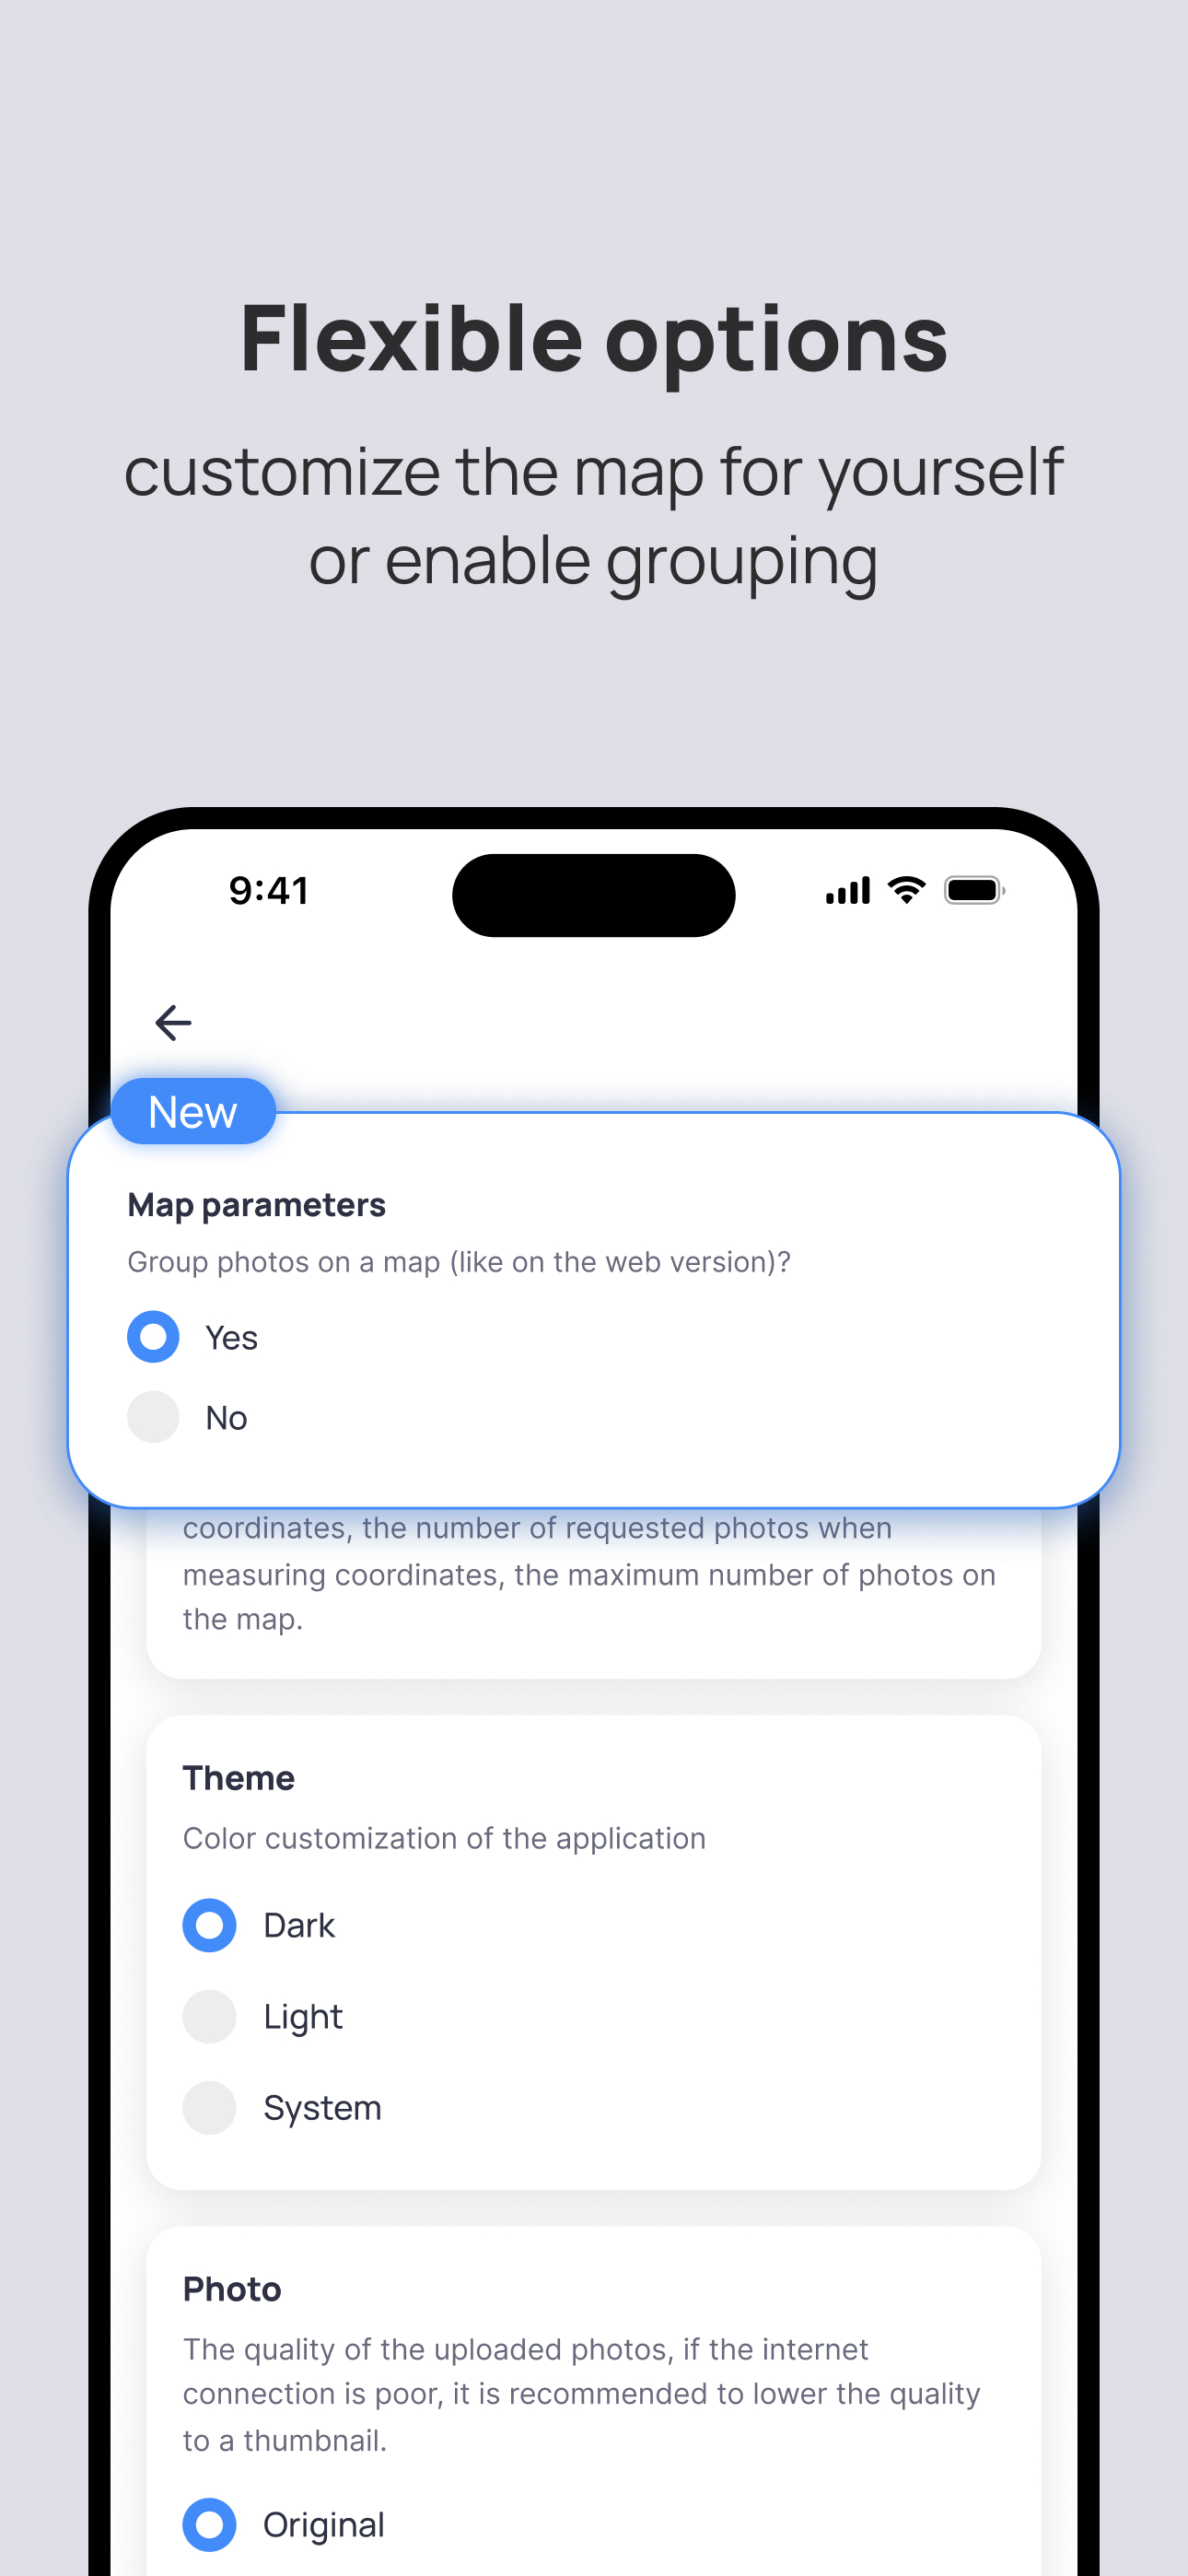 Flexible options
customize the map for yourself
or enable grouping
9:41
New
Map parameters
Group photos on a map (like on the web version)?
Yes
No
coordinates, the number of requested photos when
measuring coordinates, the maximum number of photos on
the map.
Theme
Color customization of the application
Dark
Light
System
Photo
The quality of the uploaded photos, if the internet
connection is poor, it is recommended to lower the quality
to a thumbnail.
Original